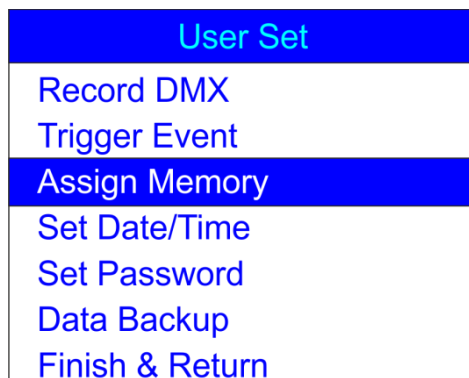 User Set
Record DMX
Trigger Event
Assign Memory
Set Date/Time
Set Password
Data Backup
Finish & Return